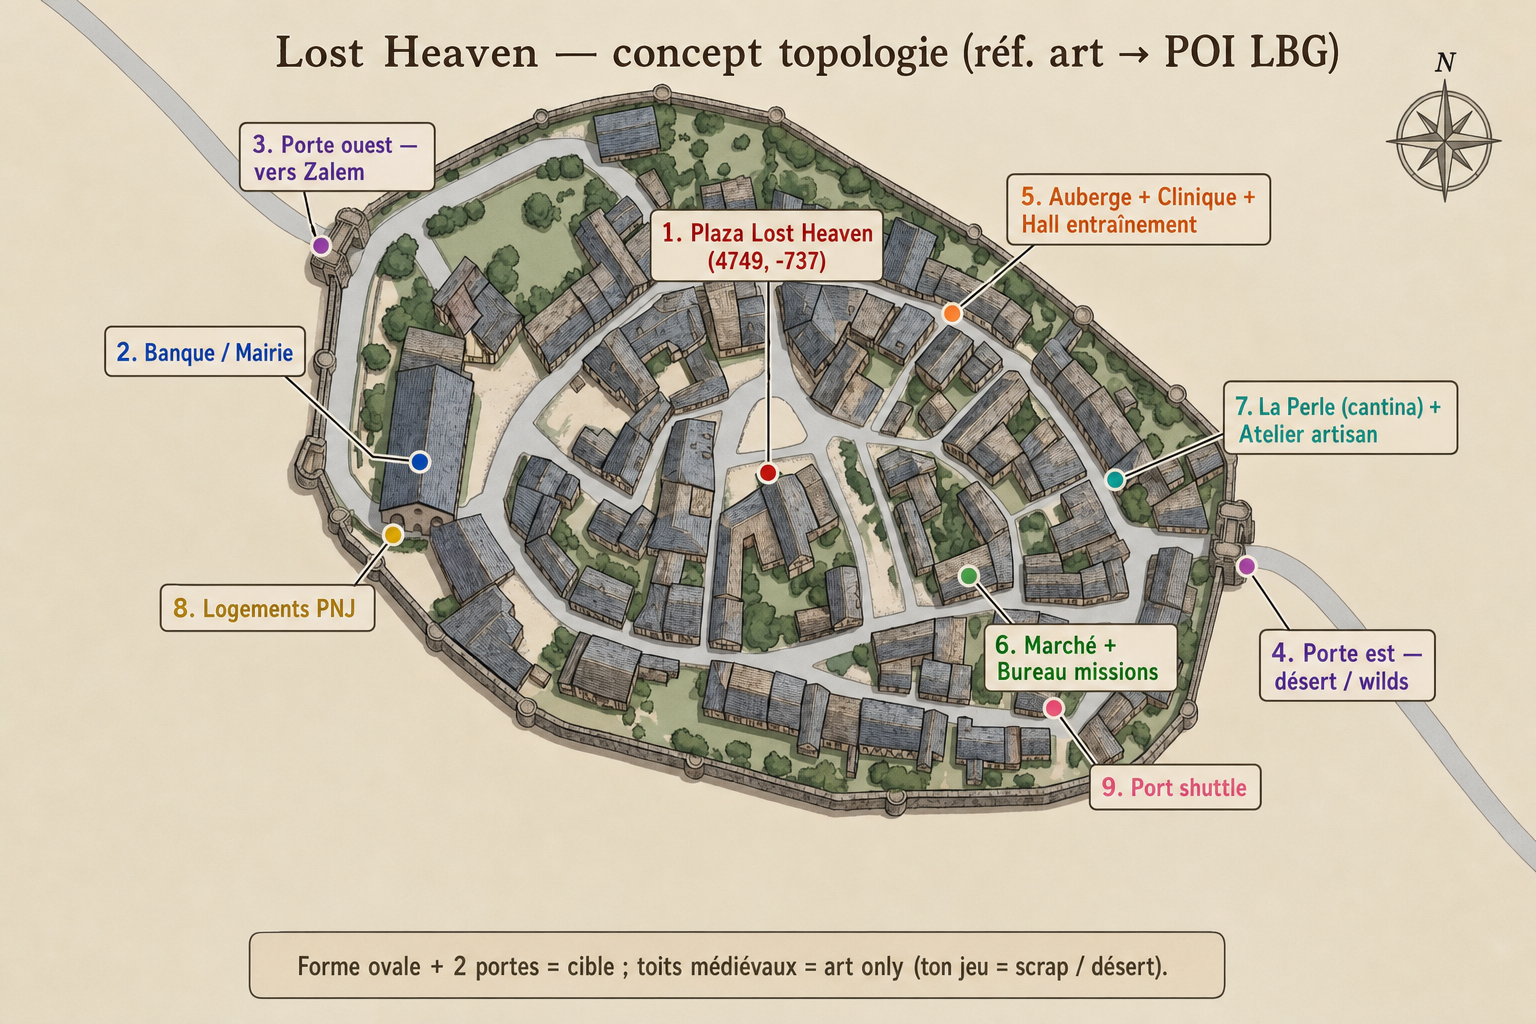 Lost Heaven — concept topologie (réf. art → POI LBG)
N
3. Porte ouest —
vers Zalem
5. Auberge + Clinique +
Hall entraînement
1. Plaza Lost Heaven
(4749, -737)
2. Banque / Mairie
7. La Perle (cantina) +
Atelier artisan
8. Logements PNJ
6. Marché +
Bureau missions
4. Porte est —
désert / wilds
9. Port shuttle
Forme ovale + 2 portes = cible ; toits médiévaux = art only (ton jeu = scrap / désert).